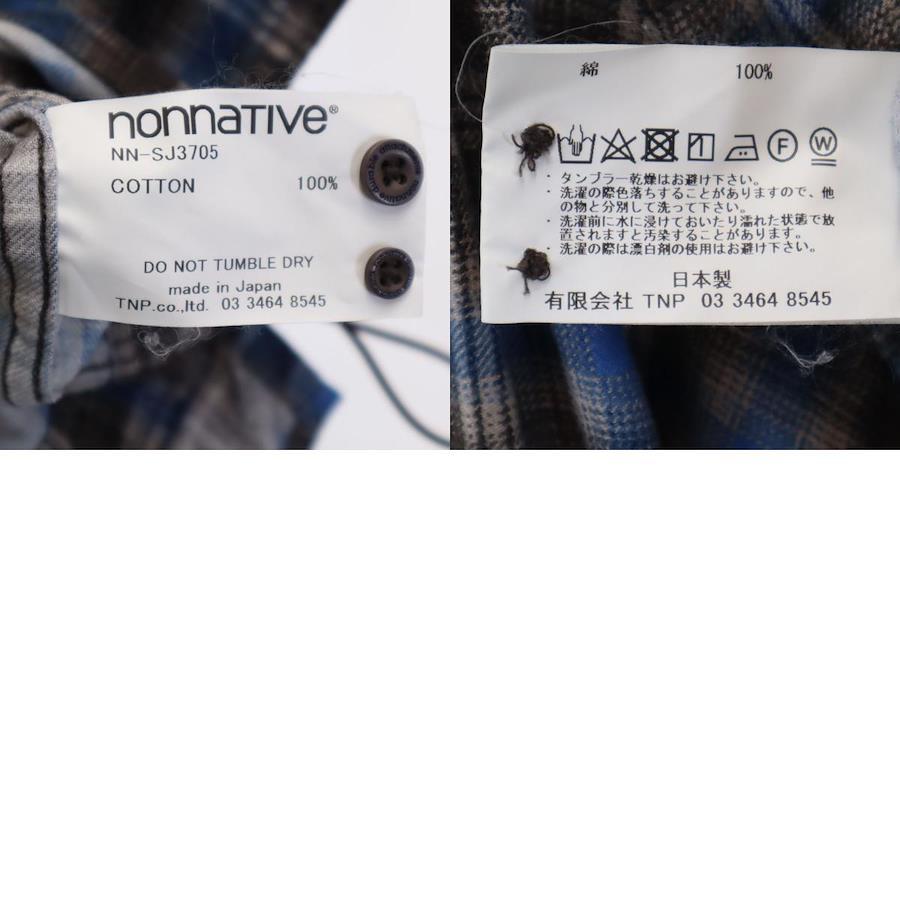 nonnative®
NN-SJ3705
COTTON 100%
DO NOT TUMBLE DRY
made in Japan
TNP.co.,ltd. 03 3464 8545
綿 100%
F W
・タンブラー乾燥はお避け下さい。
・洗濯の際色落ちすることがありますので、他
の物と分別して洗って下さい。
・洗濯前に水に浸けておいたり濡れた状態で放
置されますと汚染することがあります。
・洗濯の際は漂白剤の使用はお避け下さい。
日本製
有限会社 TNP 03 3464 8545